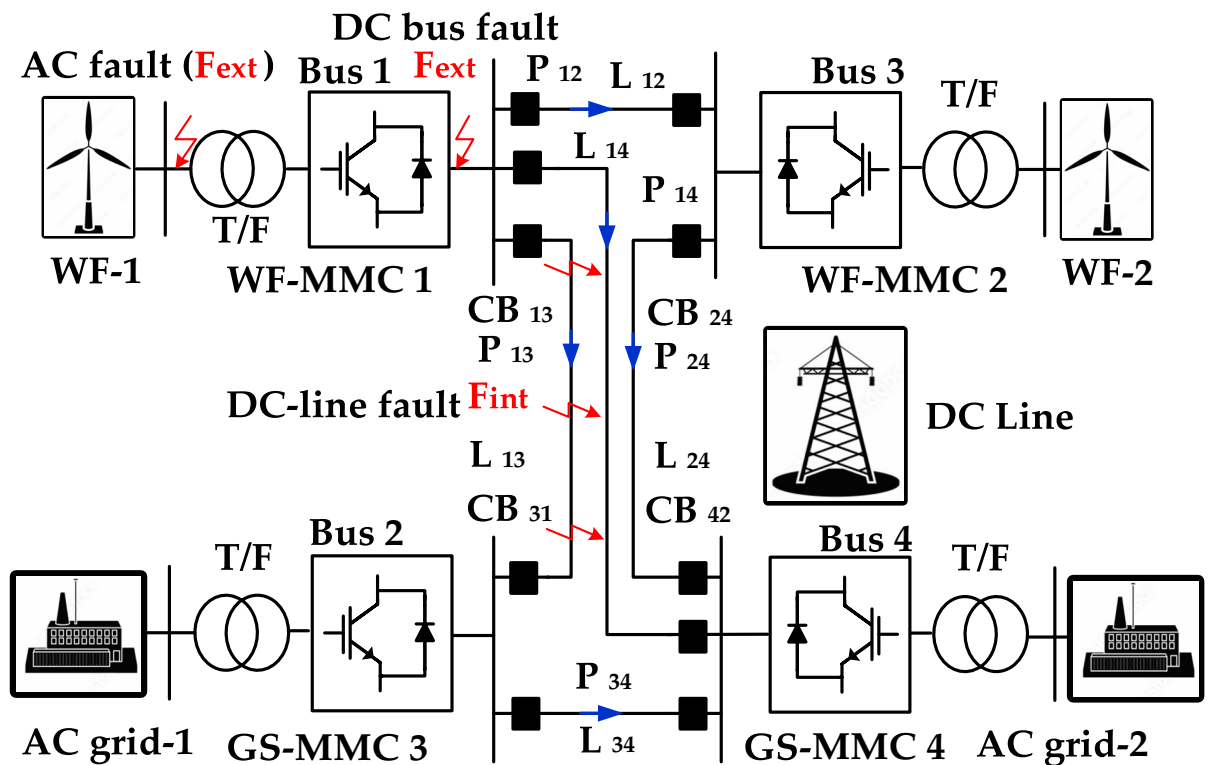 DC bus fault
AC fault (Fext)
Bus 1
Fext
P 12
L 12
Bus 3
T/F
L 14
P 14
T/F
WF-1
WF-MMC 1
WF-MMC 2
WF-2
CB 13
CB 24
P 13
P 24
DC-line fault Fint
DC Line
L 13
L 24
CB 31
CB 42
Bus 2
Bus 4
T/F
T/F
P 34
L 34
AC grid-1
GS-MMC 3
GS-MMC 4
AC grid-2